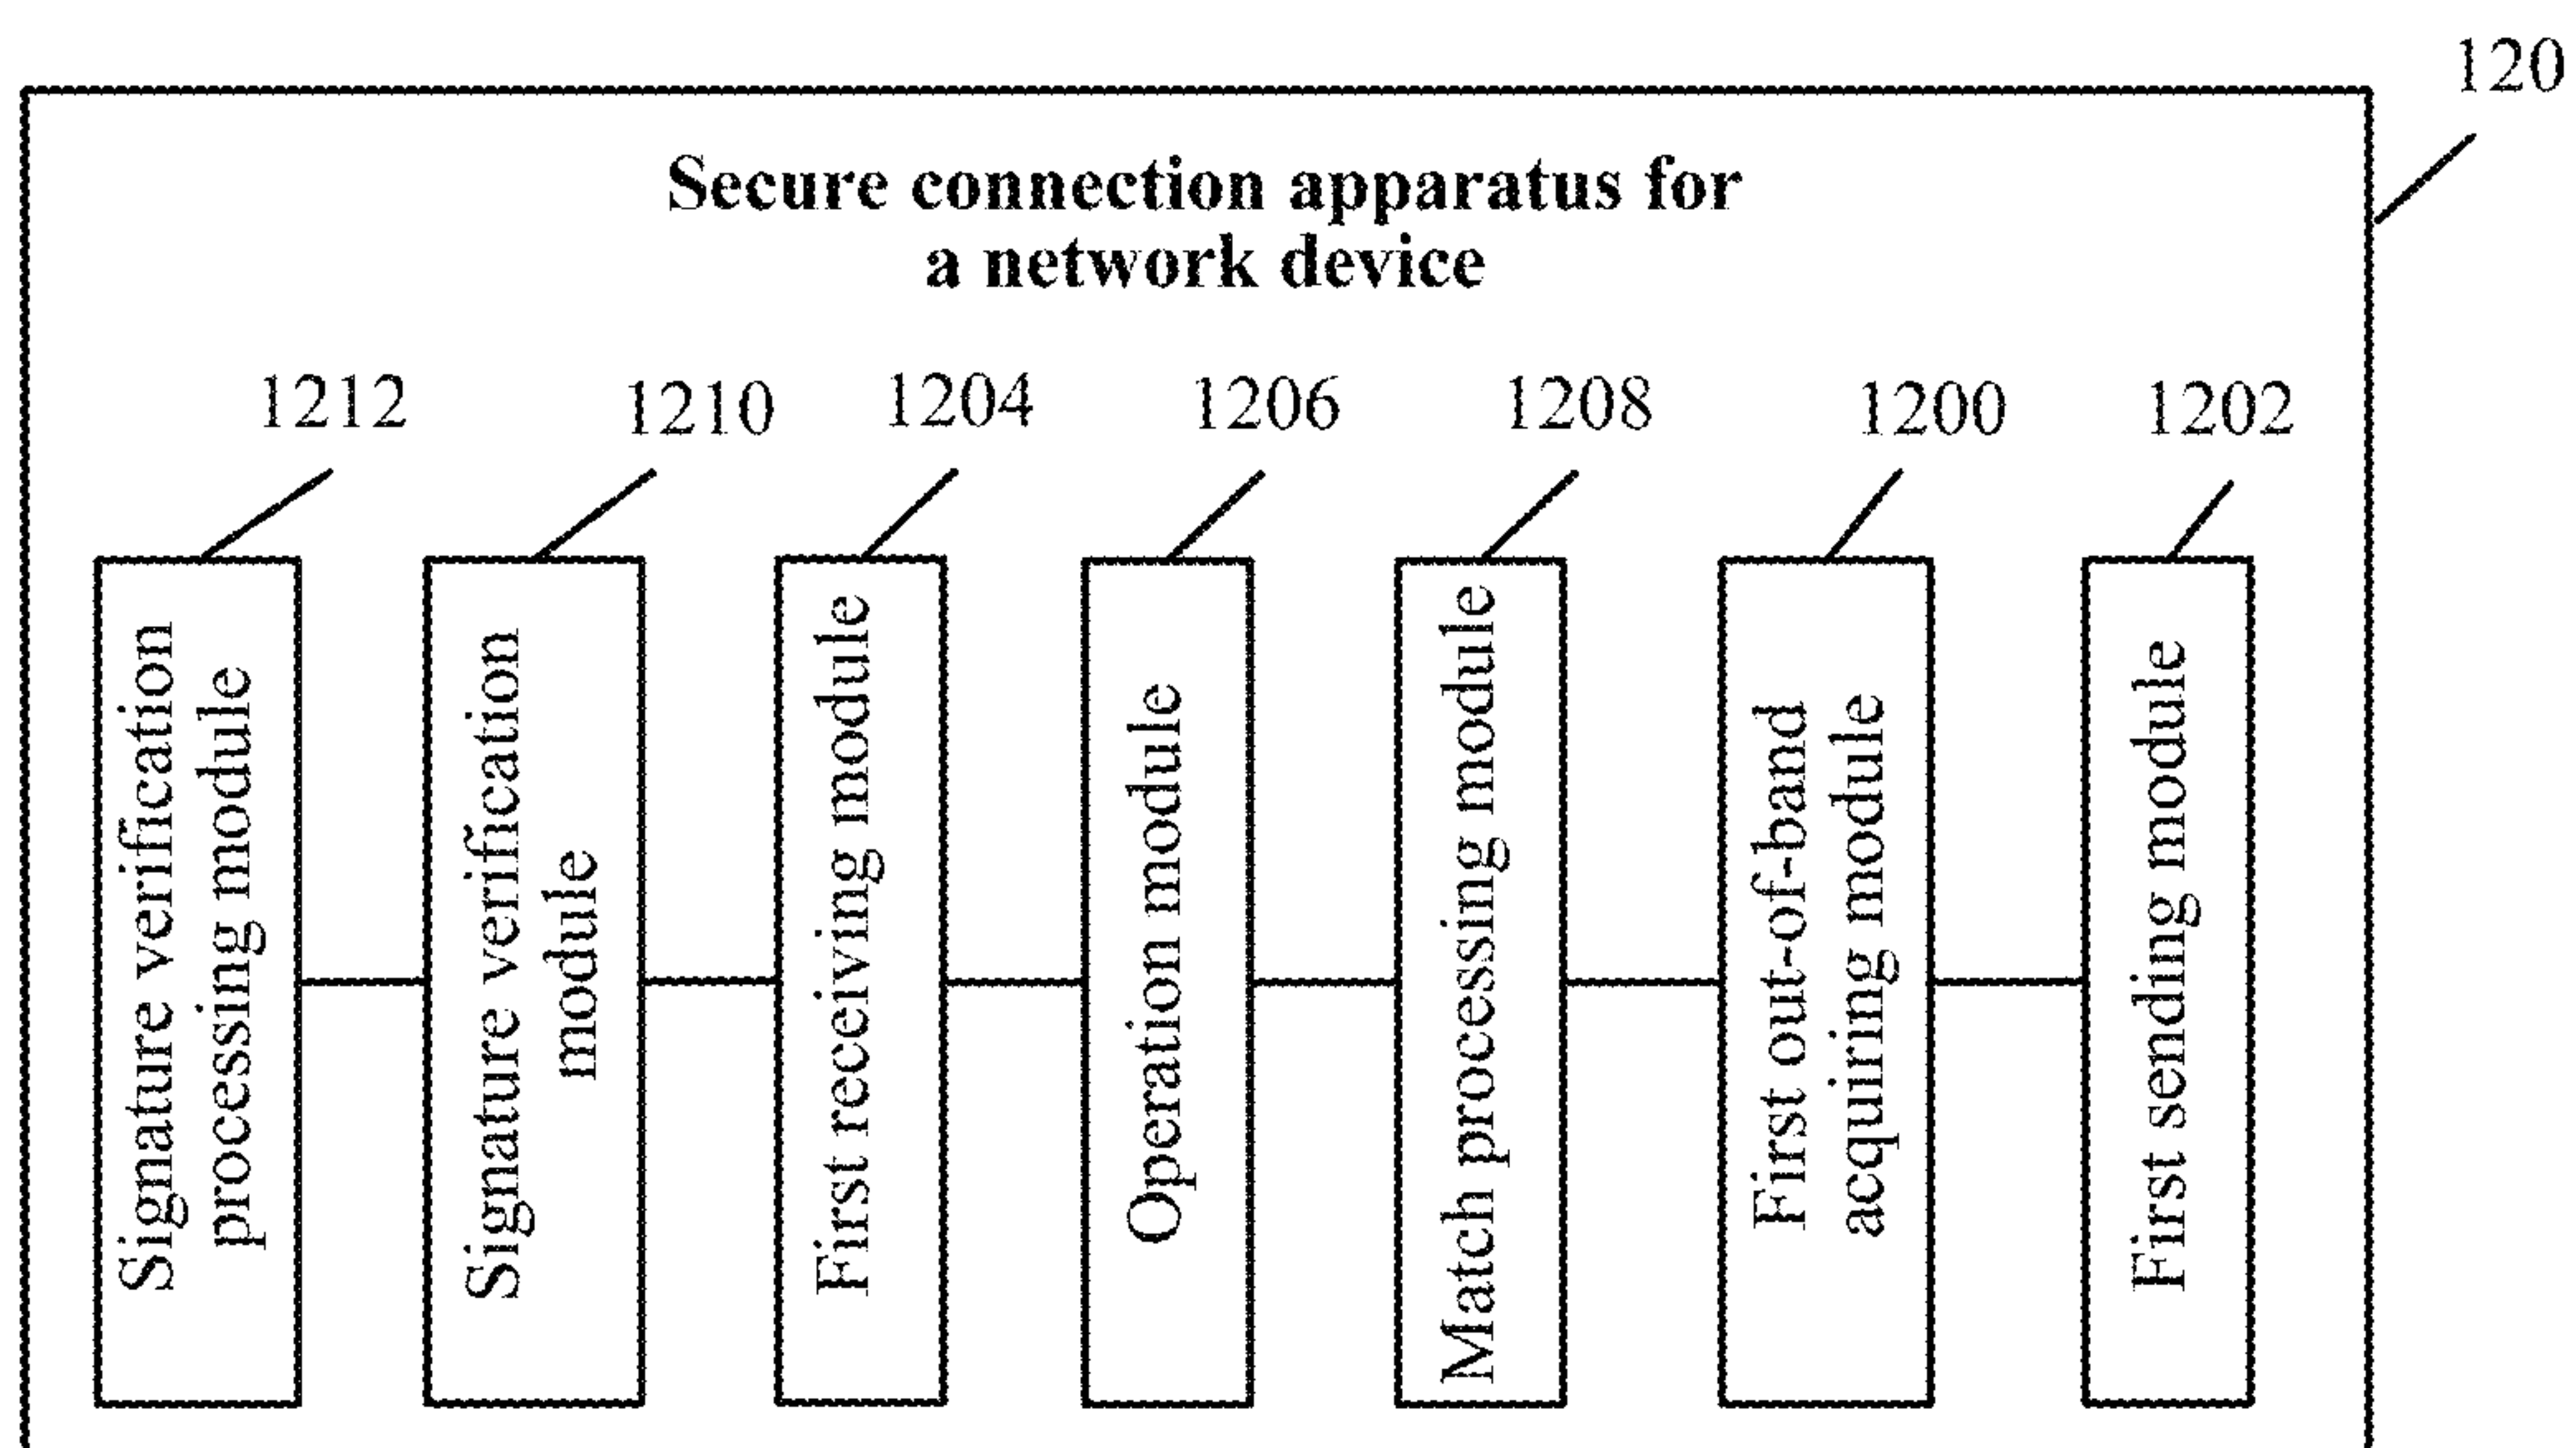 120
Secure connection apparatus for
a network device
1212
1210
1204
1206
1208
1200
1202
Signature verification
processing module
Signature verification
module
First receiving module
Operation module
Match processing module
First out-of-band
acquiring module
First sending module